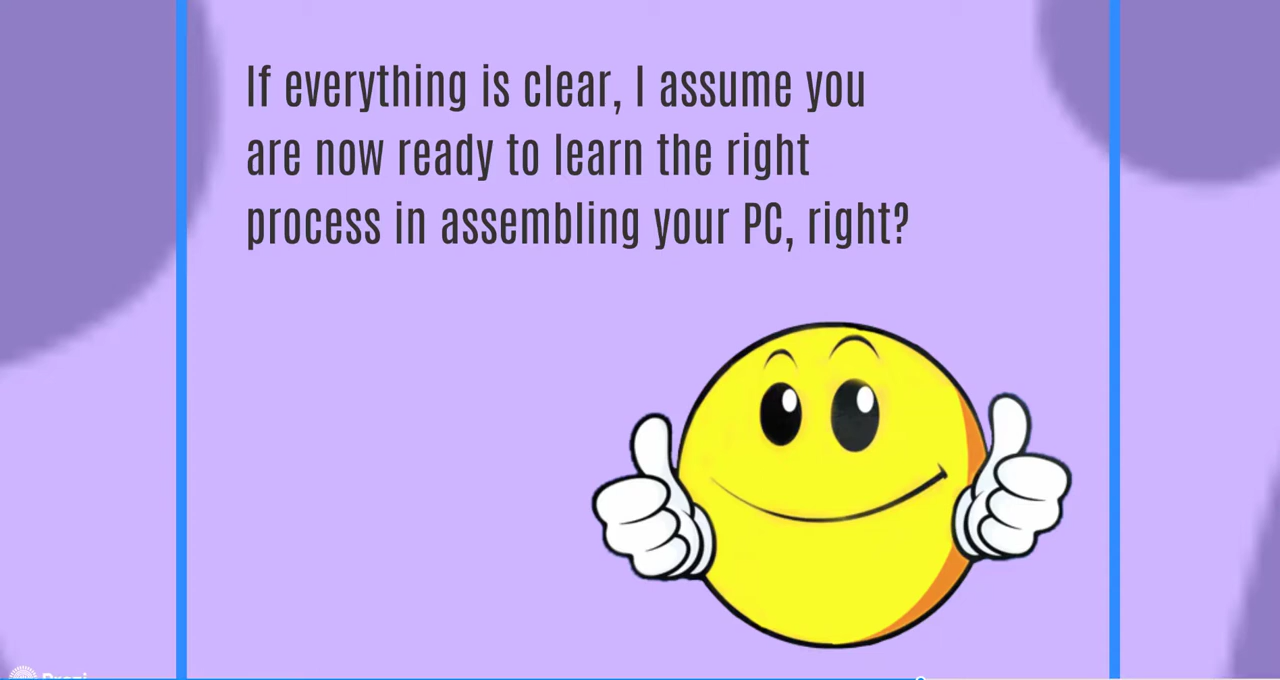 If everything is clear, I assume you
are now ready to learn the right
process in assembling your PC, right?
Prezi